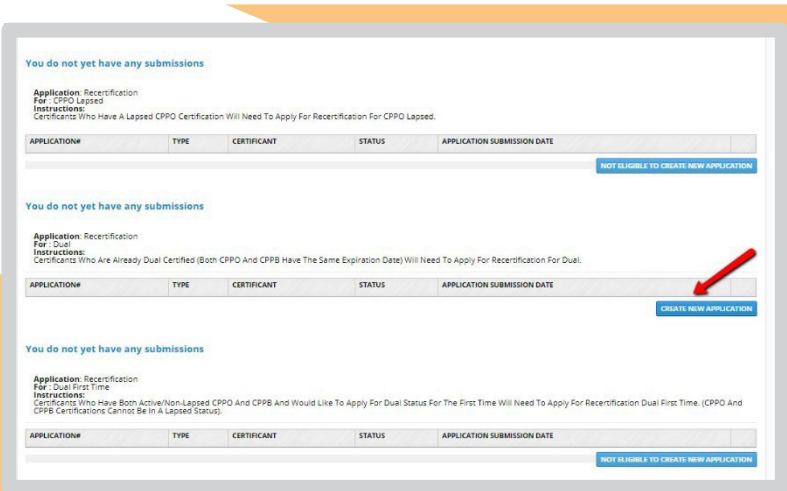 You do not yet have any submissions
Application: Recertification
For : CPPO Lapsed
Instructions:
Certificants Who Have A Lapsed CPPO Certification Will Need To Apply For Recertification For CPPO Lapsed.
APPLICATION# TYPE CERTIFICANT STATUS APPLICATION SUBMISSION DATE
NOT ELIGIBLE TO CREATE NEW APPLICATION
You do not yet have any submissions
Application: Recertification
For : Dual
Instructions:
Certificants Who Are Already Dual Certified (Both CPPO And CPPB Have The Same Expiration Date) Will Need To Apply For Recertification For Dual.
APPLICATION# TYPE CERTIFICANT STATUS APPLICATION SUBMISSION DATE
CREATE NEW APPLICATION
You do not yet have any submissions
Application: Recertification
For : Dual First Time
Instructions:
Certificants Who Have Both Active/Non-Lapsed CPPO And CPPB And Would Like To Apply For Dual Status For The First Time Will Need To Apply For Recertification Dual First Time. (CPPO And
CPPB Certifications Cannot Be In A Lapsed Status).
APPLICATION# TYPE CERTIFICANT STATUS APPLICATION SUBMISSION DATE
NOT ELIGIBLE TO CREATE NEW APPLICATION